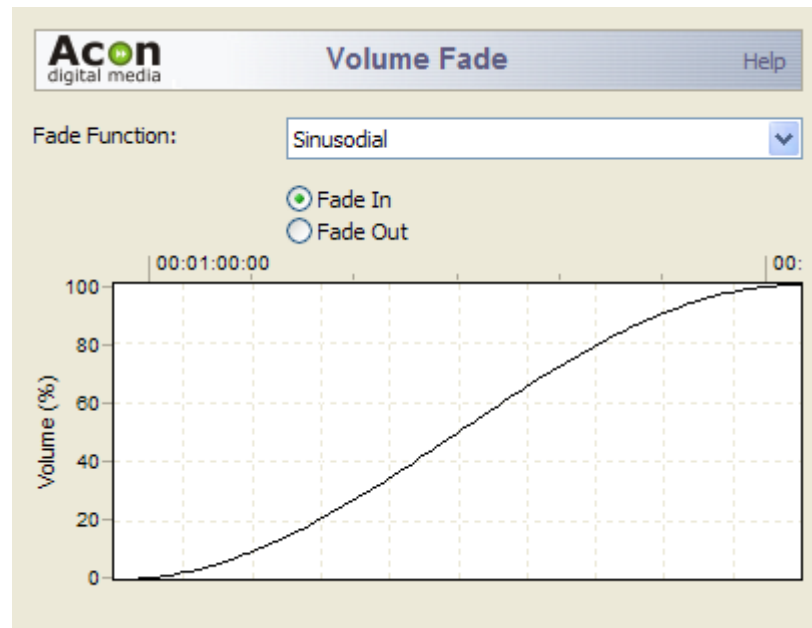 Acon
digital media
Volume Fade
Help
Fade Function:
Sinusodial
Fade In
Fade Out
00:01:00:00
00:
100
80
60
40
20
0
Volume (%)